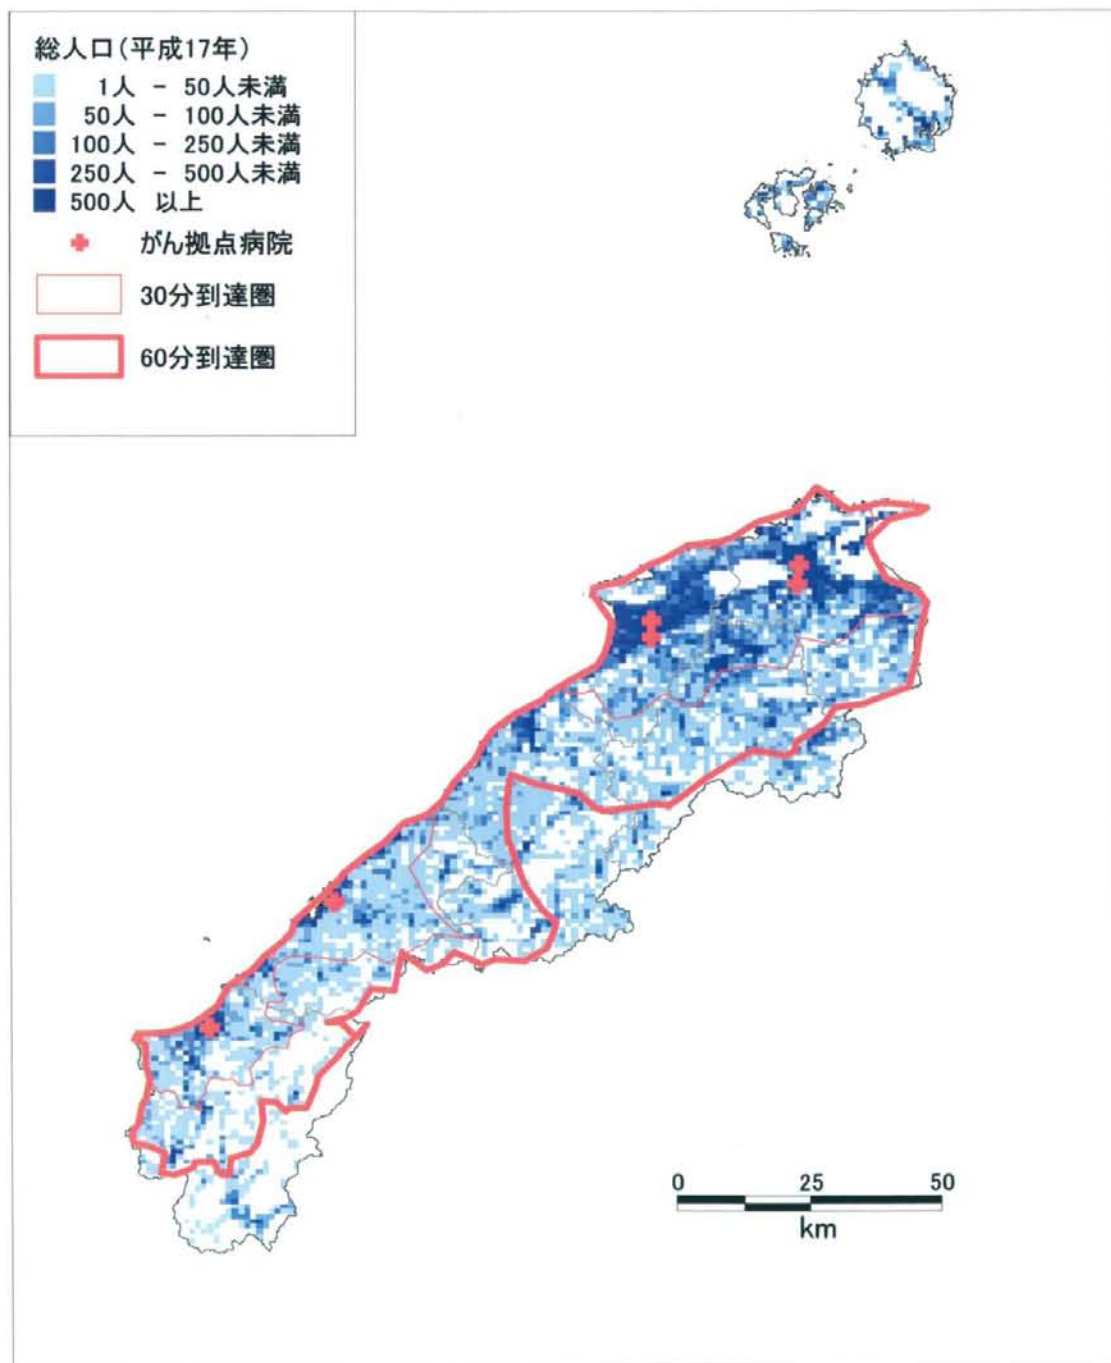 総人口(平成17年)
1人 - 50人未満
50人 - 100人未満
100人 - 250人未満
250人 - 500人未満
500人 以上
がん拠点病院
30分到達圏
60分到達圏
0 25 50
km